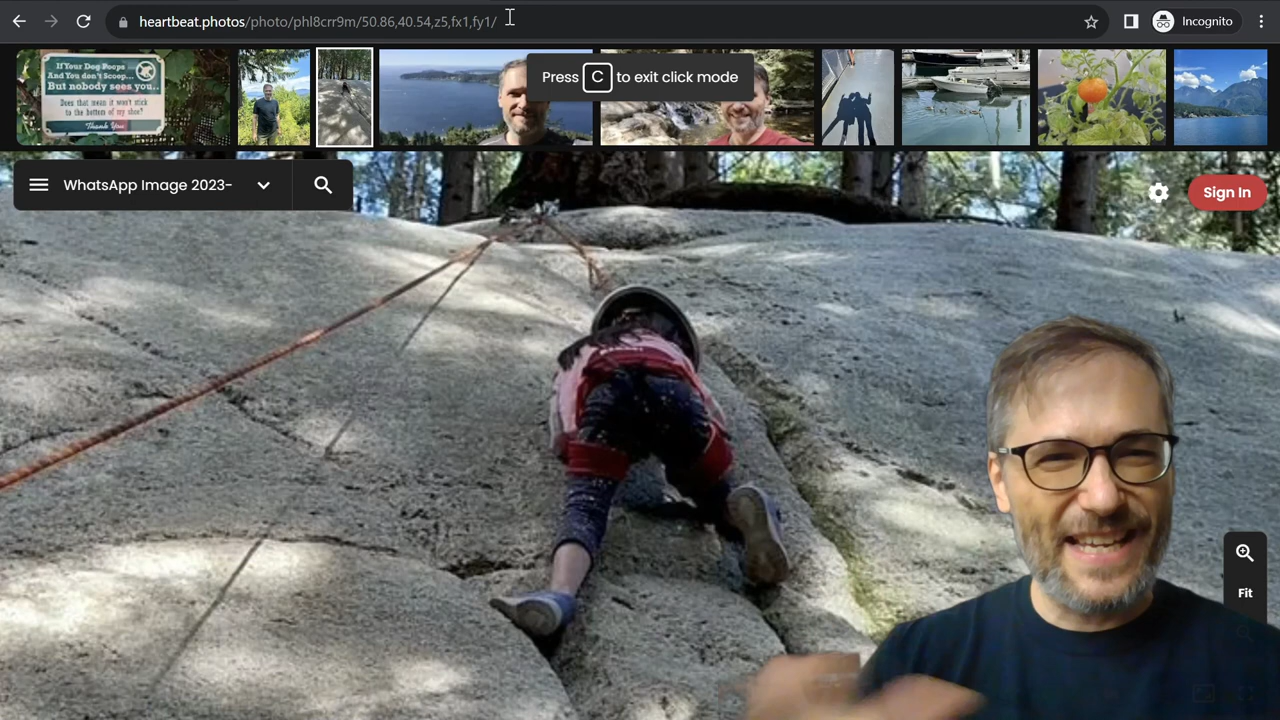 heartbeat.photos/photo/phl8crr9m/50.86,40.54,z5,fx1,fy1/
Incognito
If Your Dog Poops
And You don't Scoop...
But nobody sees you..
Does that mean it won't stick
to the bottom of my shoe?
Thank You
Press C to exit click mode
WhatsApp Image 2023-
Sign In
Fit